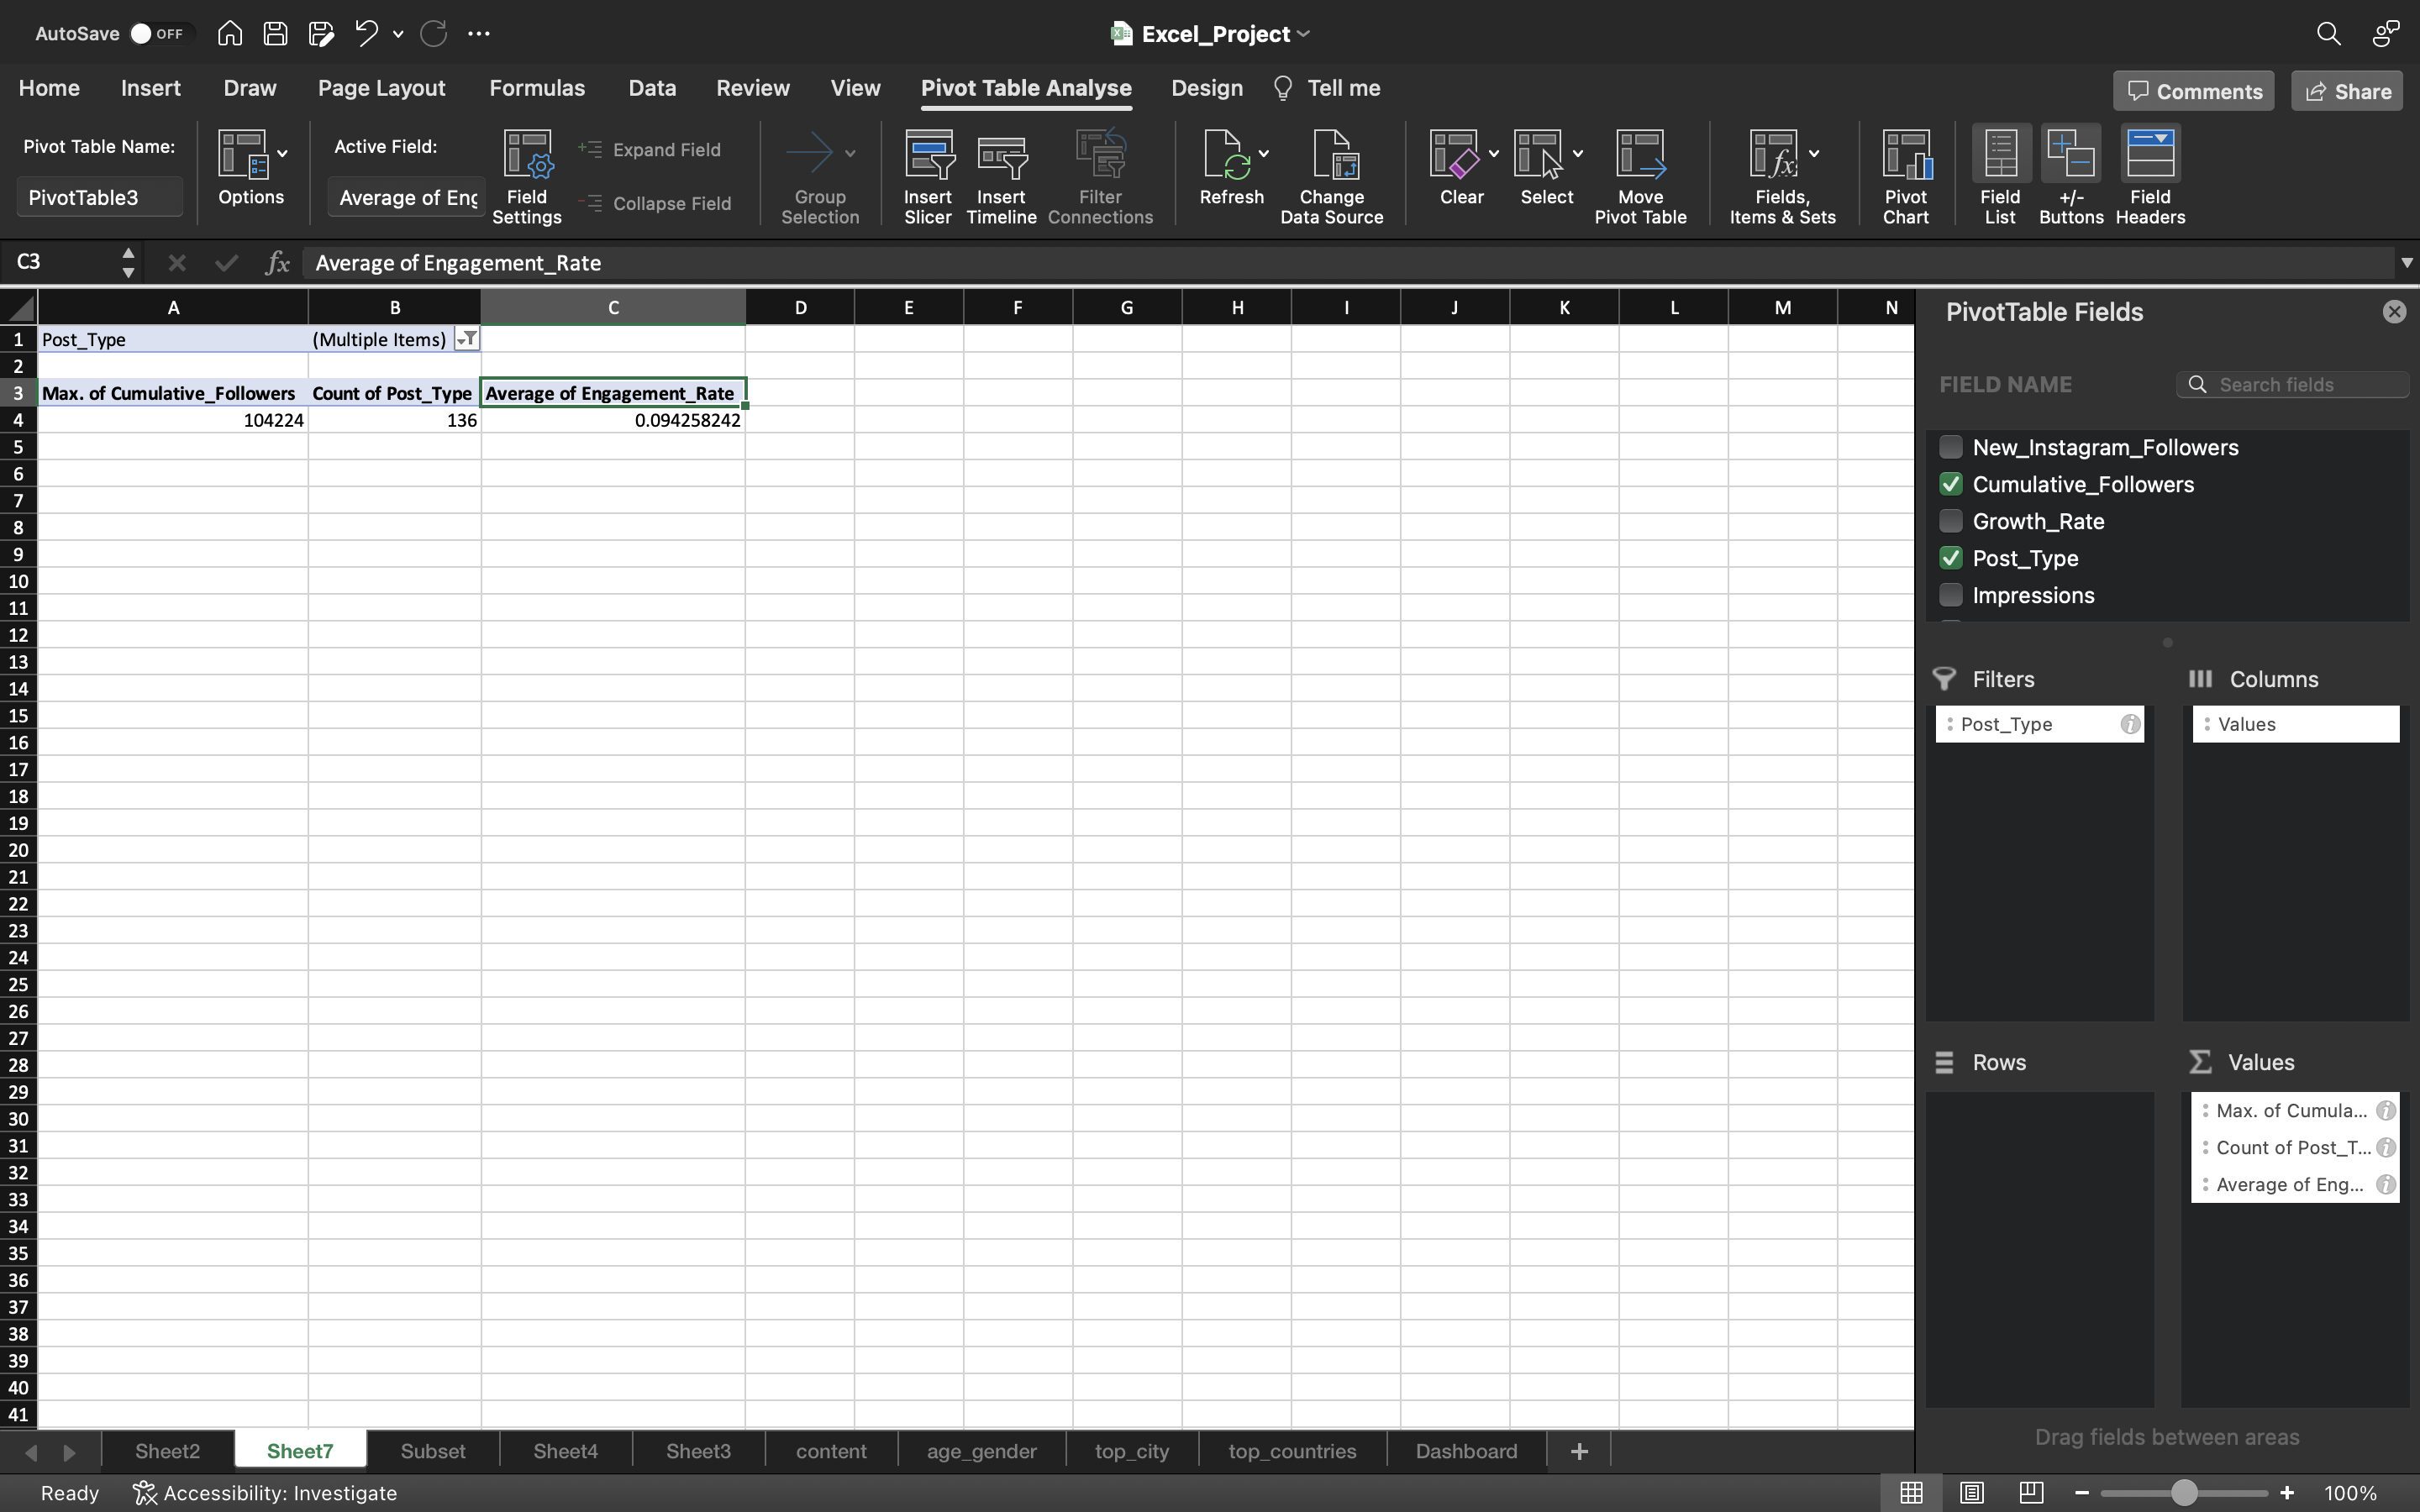 AutoSave OFF
Excel_Project
Home Insert Draw Page Layout Formulas Data Review View Pivot Table Analyse Design Tell me Comments Share
Pivot Table Name:
PivotTable3
Options
Active Field:
Average of Eng
Field Settings
Expand Field
Collapse Field
Group Selection
Insert Slicer
Insert Timeline
Filter Connections
Refresh
Change Data Source
Clear
Select
Move Pivot Table
Fields, Items & Sets
Pivot Chart
Field List
+/- Buttons
Field Headers
C3 fx Average of Engagement_Rate
A B C D E F G H I J K L M N
1 Post_Type (Multiple Items)
2
3 Max. of Cumulative_Followers Count of Post_Type Average of Engagement_Rate
4 104224 136 0.094258242
5
6
7
8
9
10
11
12
13
14
15
16
17
18
19
20
21
22
23
24
25
26
27
28
29
30
31
32
33
34
35
36
37
38
39
40
41
PivotTable Fields
FIELD NAME Search fields
New_Instagram_Followers
Cumulative_Followers
Growth_Rate
Post_Type
Impressions
Filters
Post_Type
Columns
Values
Rows
Values
Max. of Cumula...
Count of Post_T...
Average of Eng...
Drag fields between areas
Sheet2 Sheet7 Subset Sheet4 Sheet3 content age_gender top_city top_countries Dashboard +
Ready Accessibility: Investigate − + 100%